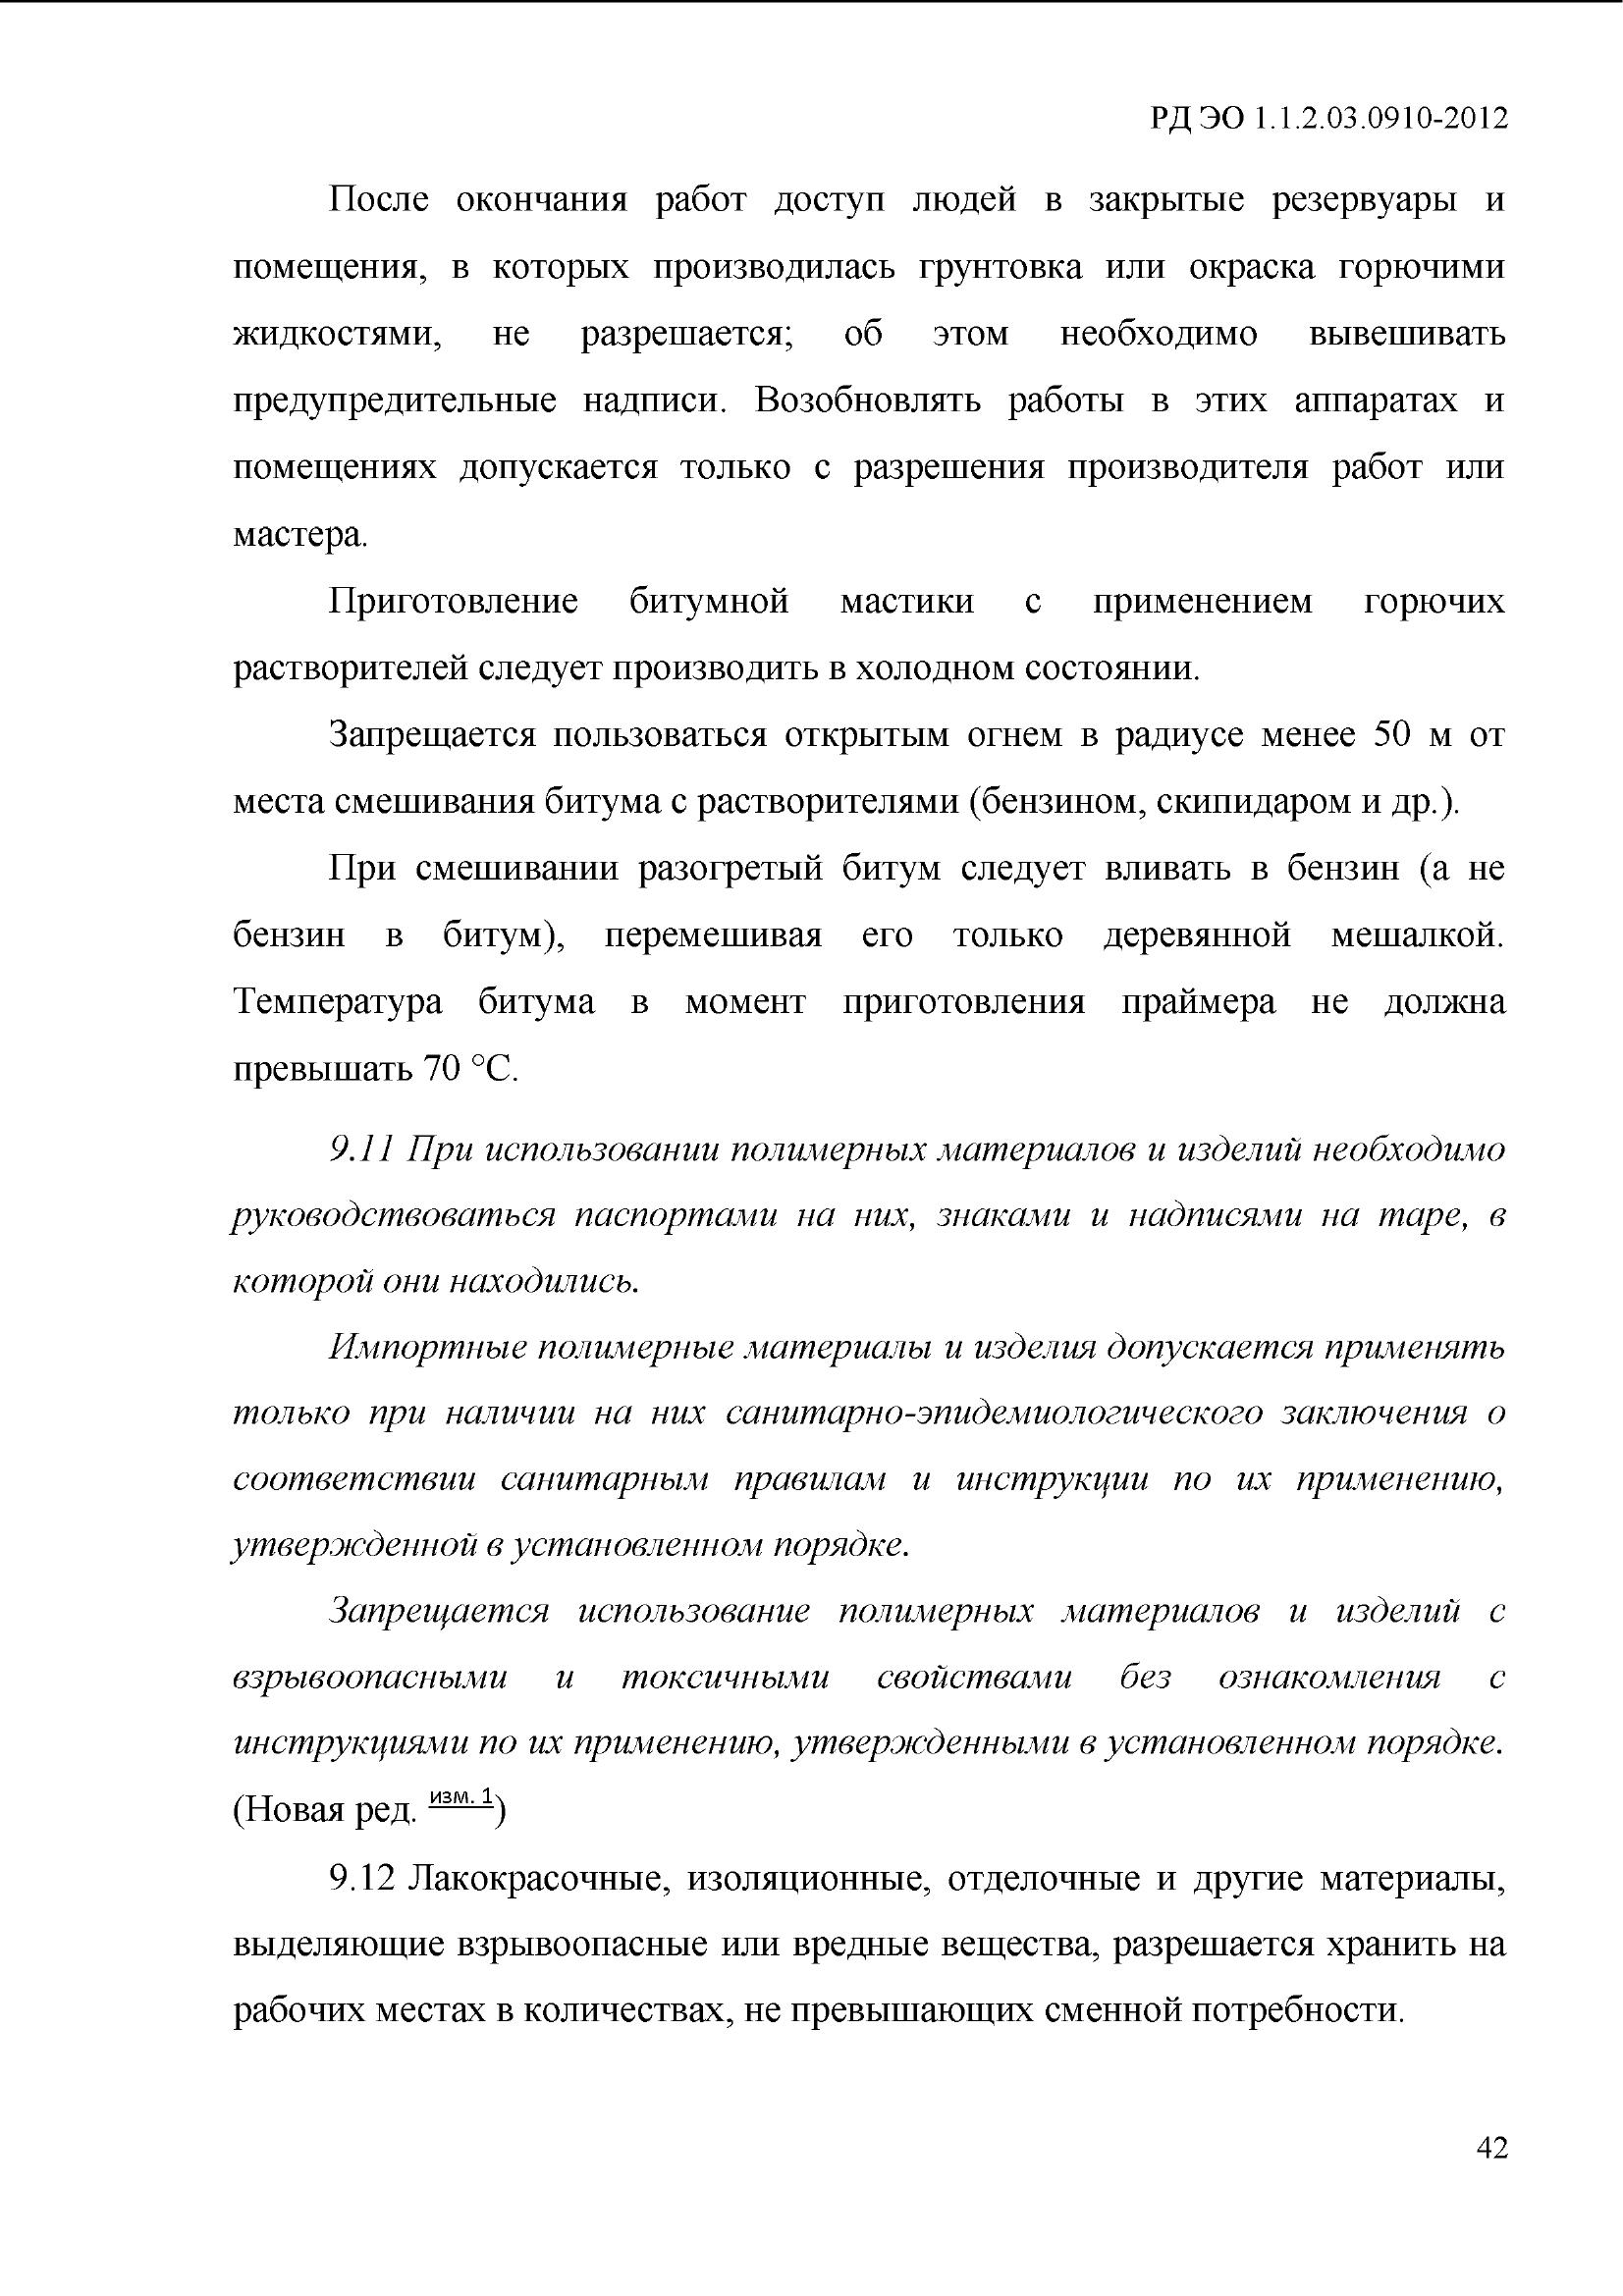 РД ЭО 1.1.2.03.0910-2012
После окончания работ доступ людей в закрытые резервуары и
помещения, в которых производилась грунтовка или окраска горючими
жидкостями, не разрешается; об этом необходимо вывешивать
предупредительные надписи. Возобновлять работы в этих аппаратах и
помещениях допускается только с разрешения производителя работ или
мастера.
Приготовление битумной мастики с применением горючих
растворителей следует производить в холодном состоянии.
Запрещается пользоваться открытым огнем в радиусе менее 50 м от
места смешивания битума с растворителями (бензином, скипидаром и др.).
При смешивании разогретый битум следует вливать в бензин (а не
бензин в битум), перемешивая его только деревянной мешалкой.
Температура битума в момент приготовления праймера не должна
превышать 70 °С.
9.11 При использовании полимерных материалов и изделий необходимо
руководствоваться паспортами на них, знаками и надписями на таре, в
которой они находились.
Импортные полимерные материалы и изделия допускается применять
только при наличии на них санитарно-эпидемиологического заключения о
соответствии санитарным правилам и инструкции по их применению,
утвержденной в установленном порядке.
Запрещается использование полимерных материалов и изделий с
взрывоопасными и токсичными свойствами без ознакомления с
инструкциями по их применению, утвержденными в установленном порядке.
(Новая ред. изм. 1)
9.12 Лакокрасочные, изоляционные, отделочные и другие материалы,
выделяющие взрывоопасные или вредные вещества, разрешается хранить на
рабочих местах в количествах, не превышающих сменной потребности.
42